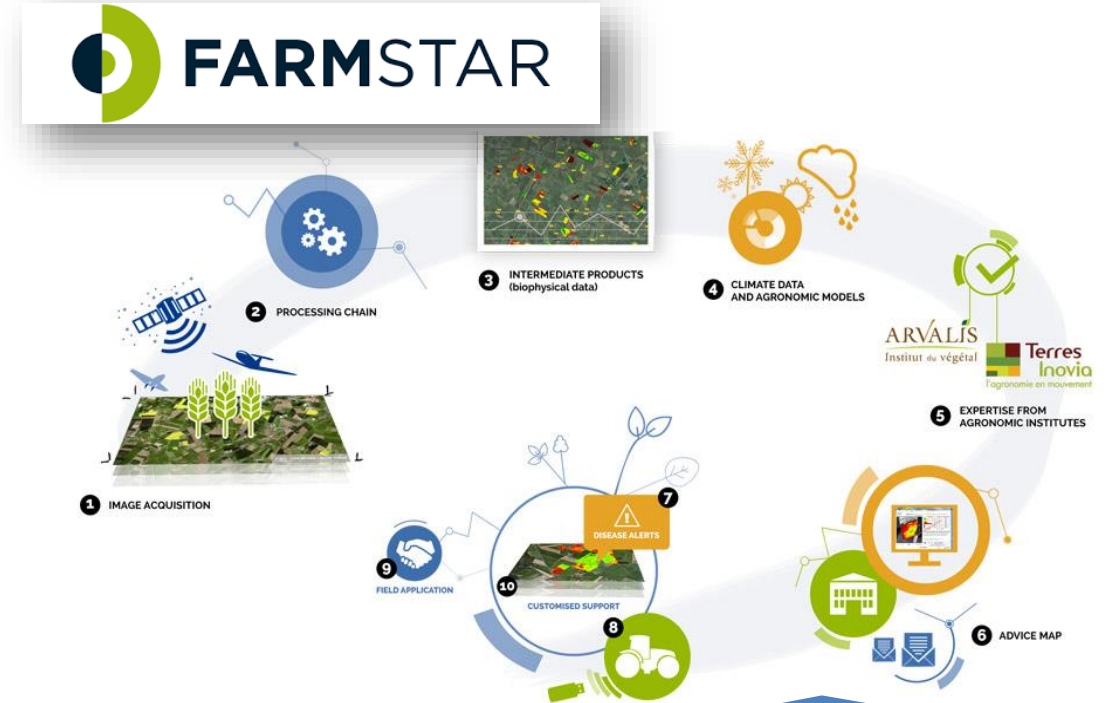 FARMSTAR
1 IMAGE ACQUISITION
2 PROCESSING CHAIN
3 INTERMEDIATE PRODUCTS
(biophysical data)
4 CLIMATE DATA
AND AGRONOMIC MODELS
ARVALIS
Institut du végétal
Terres
Inovia
l'agronomie en mouvement
5 EXPERTISE FROM
AGRONOMIC INSTITUTES
6 ADVICE MAP
7
DISEASE ALERTS
8
9
FIELD APPLICATION
10
CUSTOMISED SUPPORT